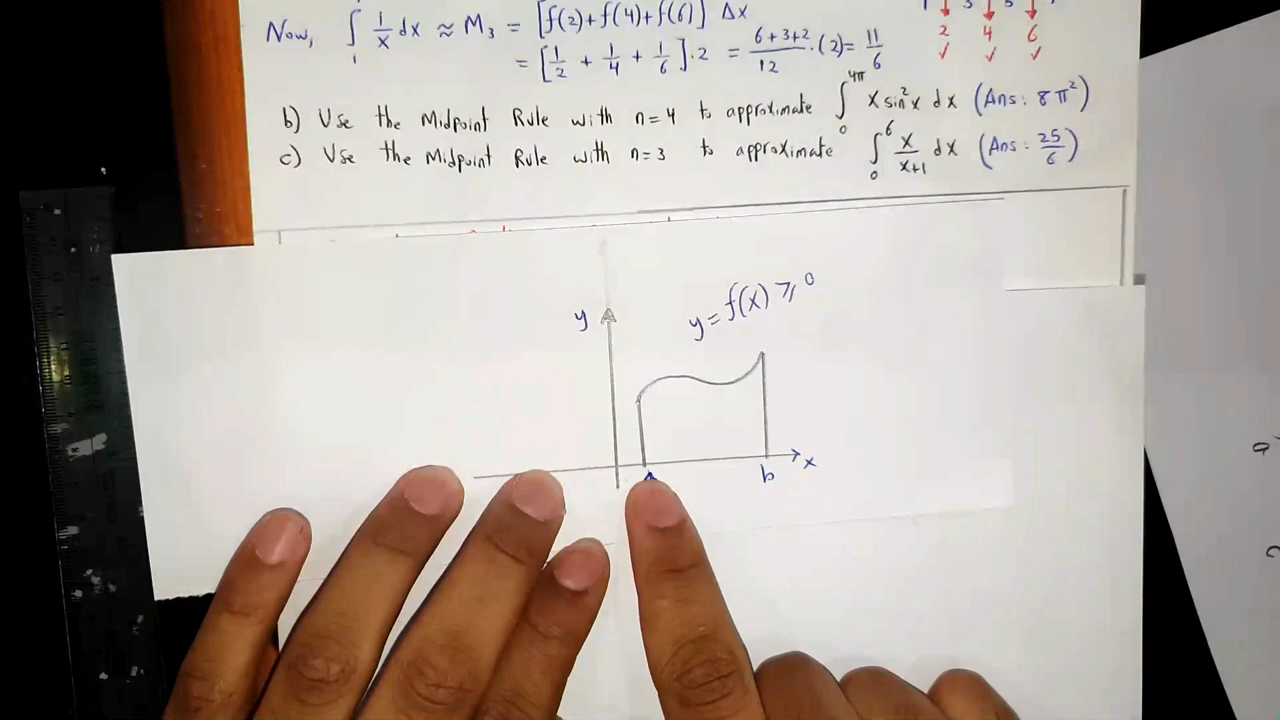 Now, ∫₁ 1/x dx ≈ M₃ = [f(2)+f(4)+f(6)] Δx
= [1/2 + 1/4 + 1/6].2 = (6+3+2)/12 .(2)= 11/6
2 4 6
✓ ✓ ✓
b) Use the Midpoint Rule with n=4 to approximate ∫₀^4π x sin²x dx (Ans: 8π²)
c) Use the Midpoint Rule with n=3 to approximate ∫₀^6 x/(x+1) dx (Ans: 25/6)
y = f(x) ⩾ 0
y
b x